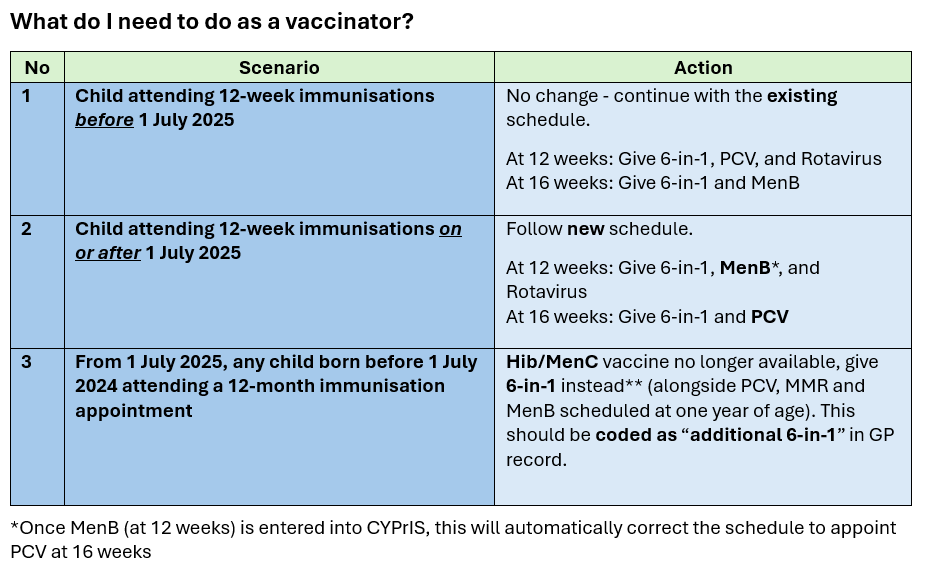 What do I need to do as a vaccinator?
No Scenario Action
1 Child attending 12-week immunisations
before 1 July 2025
No change - continue with the existing
schedule.
At 12 weeks: Give 6-in-1, PCV, and Rotavirus
At 16 weeks: Give 6-in-1 and MenB
2 Child attending 12-week immunisations on
or after 1 July 2025
Follow new schedule.
At 12 weeks: Give 6-in-1, MenB*, and
Rotavirus
At 16 weeks: Give 6-in-1 and PCV
3 From 1 July 2025, any child born before 1 July
2024 attending a 12-month immunisation
appointment
Hib/MenC vaccine no longer available, give
6-in-1 instead** (alongside PCV, MMR and
MenB scheduled at one year of age). This
should be coded as “additional 6-in-1” in GP
record.
*Once MenB (at 12 weeks) is entered into CYPrIS, this will automatically correct the schedule to appoint
PCV at 16 weeks